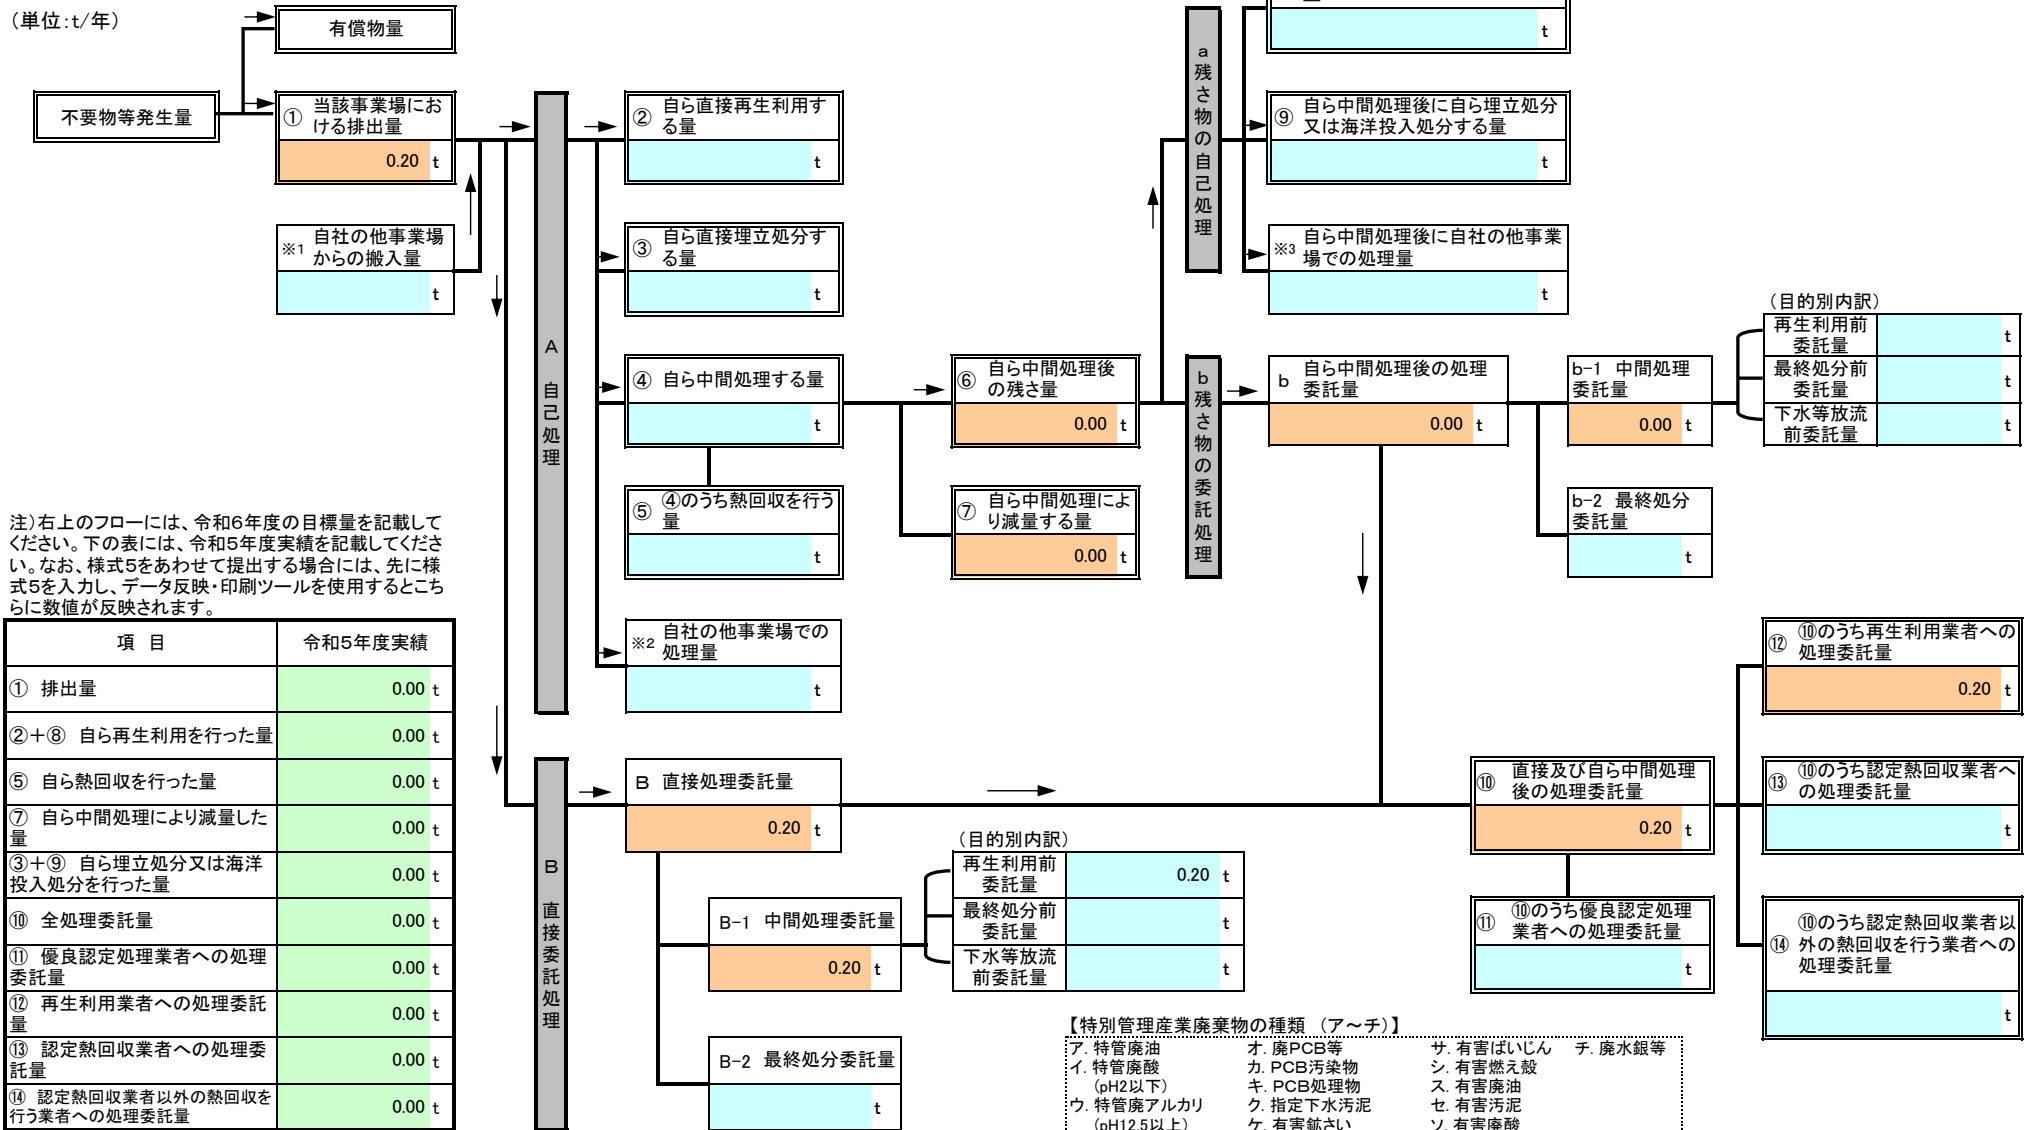 (単位:t/年)
有償物量
不要物等発生量
① 当該事業場にお
ける排出量
0.20 t
※1 自社の他事業場
からの搬入量
t
A 自己処理
② 自ら直接再生利用す
る量
t
③ 自ら直接埋立処分す
る量
t
④ 自ら中間処理する量
t
⑤ ④のうち熱回収を行う
量
t
※2 自社の他事業場での
処理量
t
⑥ 自ら中間処理後
の残さ量
0.00 t
⑦ 自ら中間処理によ
り減量する量
0.00 t
a 残さ物の自己処理
t
⑨ 自ら中間処理後に自ら埋立処分
又は海洋投入処分する量
t
※3 自ら中間処理後に自社の他事業
場での処理量
t
b 残さ物の委託処理
b 自ら中間処理後の処理
委託量
0.00 t
b-1 中間処理
委託量
0.00 t
(目的別内訳)
再生利用前
委託量
t
最終処分前
委託量
t
下水等放流
前委託量
t
b-2 最終処分
委託量
t
注)右上のフローには、令和6年度の目標量を記載して
ください。下の表には、令和5年度実績を記載してくださ
い。なお、様式5をあわせて提出する場合には、先に様
式5を入力し、データ反映・印刷ツールを使用するとこち
らに数値が反映されます。
項 目 令和5年度実績
① 排出量 0.00 t
②+⑧ 自ら再生利用を行った量 0.00 t
⑤ 自ら熱回収を行った量 0.00 t
⑦ 自ら中間処理により減量した
量 0.00 t
③+⑨ 自ら埋立処分又は海洋
投入処分を行った量 0.00 t
⑩ 全処理委託量 0.00 t
⑪ 優良認定処理業者への処理
委託量 0.00 t
⑫ 再生利用業者への処理委託
量 0.00 t
⑬ 認定熱回収業者への処理委
託量 0.00 t
⑭ 認定熱回収業者以外の熱回収を
行う業者への処理委託量 0.00 t
B 直接委託処理
B 直接処理委託量
0.20 t
B-1 中間処理委託量
0.20 t
(目的別内訳)
再生利用前
委託量
0.20 t
最終処分前
委託量
t
下水等放流
前委託量
t
B-2 最終処分委託量
t
⑩ 直接及び自ら中間処理
後の処理委託量
0.20 t
⑪ ⑩のうち優良認定処理
業者への処理委託量
t
⑫ ⑩のうち再生利用業者への
処理委託量
0.20 t
⑬ ⑩のうち認定熱回収業者へ
の処理委託量
t
⑭ ⑩のうち認定熱回収業者以
外の熱回収を行う業者への
処理委託量
t
【特別管理産業廃棄物の種類 (ア~チ)】
ア. 特管廃油 オ. 廃PCB等 サ. 有害ばいじん チ. 廃水銀等
イ. 特管廃酸 カ. PCB汚染物 シ. 有害燃え殻
(pH2以下) キ. PCB処理物 ス. 有害廃油
ウ. 特管廃アルカリ ク. 指定下水汚泥 セ. 有害汚泥
(pH12.5以上) ケ. 有害鉱さい ソ. 有害廃酸